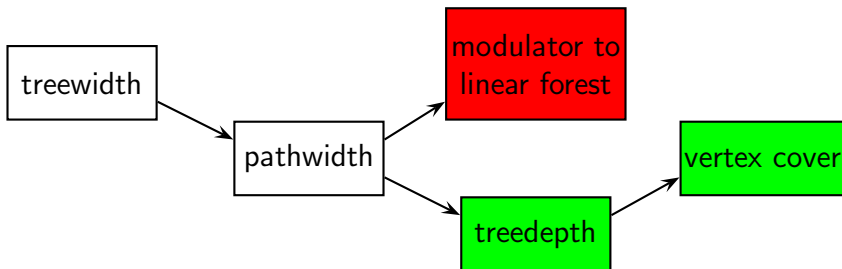 treewidth
pathwidth
modulator to
linear forest
treedepth
vertex cover